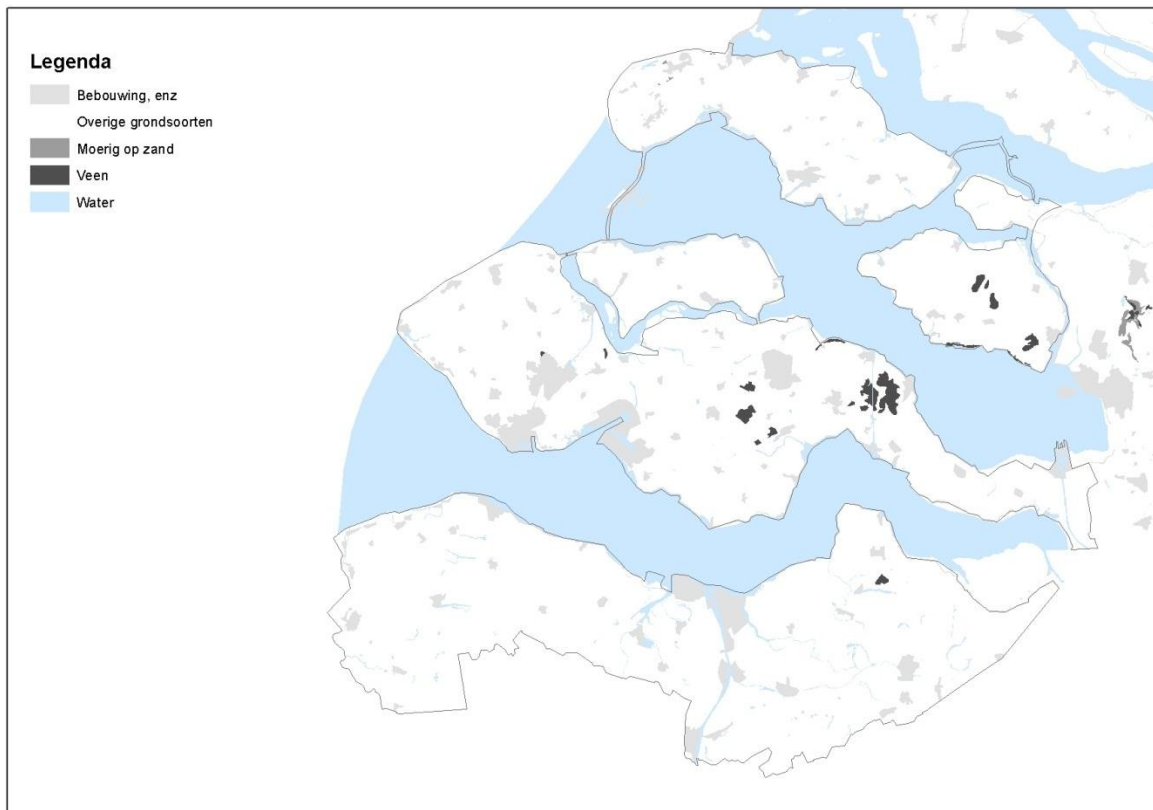 Legenda
Bebouwing, enz
Overige grondsoorten
Moerig op zand
Veen
Water